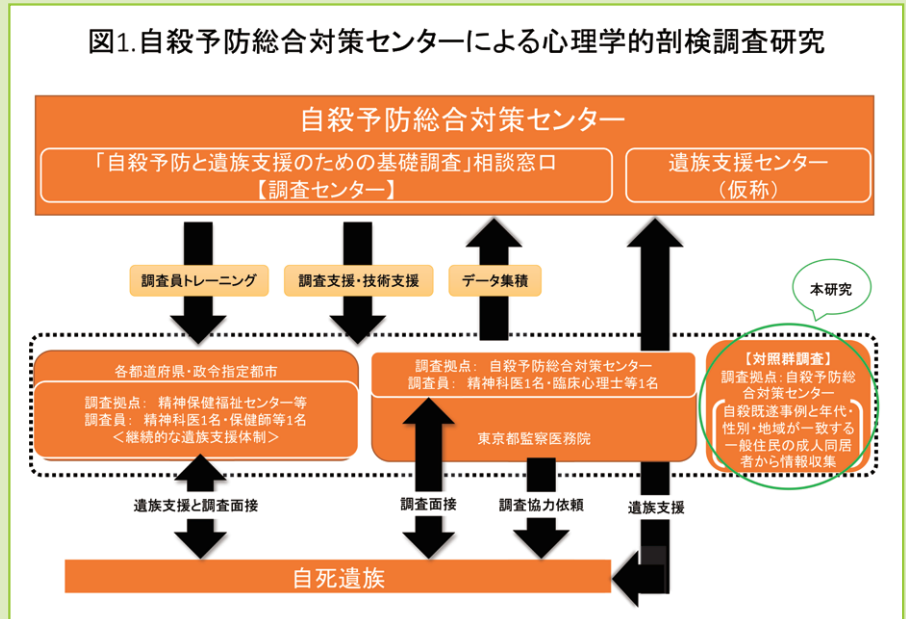 図1.自殺予防総合対策センターによる心理学的剖検調査研究
自殺予防総合対策センター
「自殺予防と遺族支援のための基礎調査」相談窓口
【調査センター】
遺族支援センター
（仮称）
調査員トレーニング
調査支援・技術支援
データ集積
本研究
各都道府県・政令指定都市
調査拠点： 精神保健福祉センター等
調査員： 精神科医1名・保健師等1名
＜継続的な遺族支援体制＞
調査拠点： 自殺予防総合対策センター
調査員： 精神科医1名・臨床心理士等1名
東京都監察医務院
【対照群調査】
調査拠点：自殺予防総
合対策センター
自殺既遂事例と年代・
性別・地域が一致する
一般住民の成人同居
者から情報収集
遺族支援と調査面接
調査面接
調査協力依頼
遺族支援
自死遺族